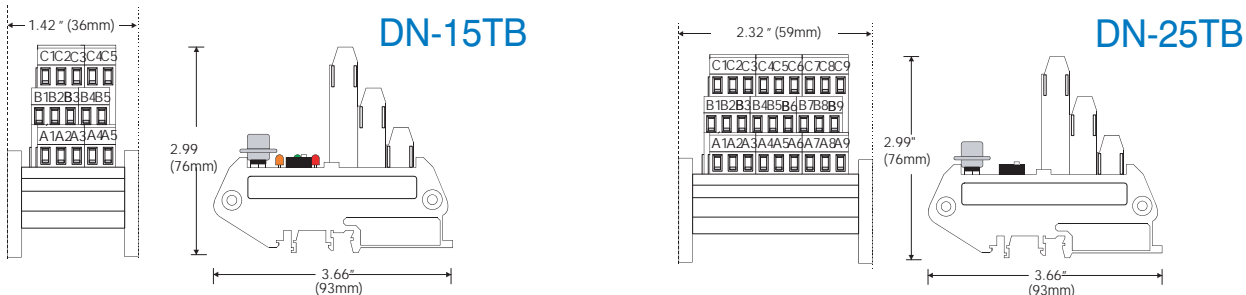 1.42 " (36mm)
DN-15TB
C1C2C3C4C5
B1B2B3B4B5
A1A2A3A4A5
2.99
(76mm)
3.66"
(93mm)
2.32 " (59mm)
DN-25TB
C1C2C3C4C5C6C7C8C9
B1B2B3B4B5B6B7B8B9
A1A2A3A4A5A6A7A8A9
2.99"
(76mm)
3.66"
(93mm)